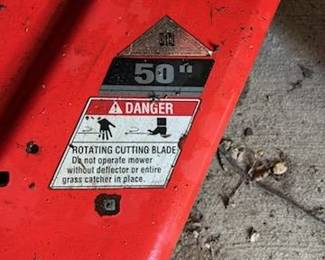 50"
DANGER
ROTATING CUTTING BLADE
Do not operate mower
without deflector or entire
grass catcher in place.